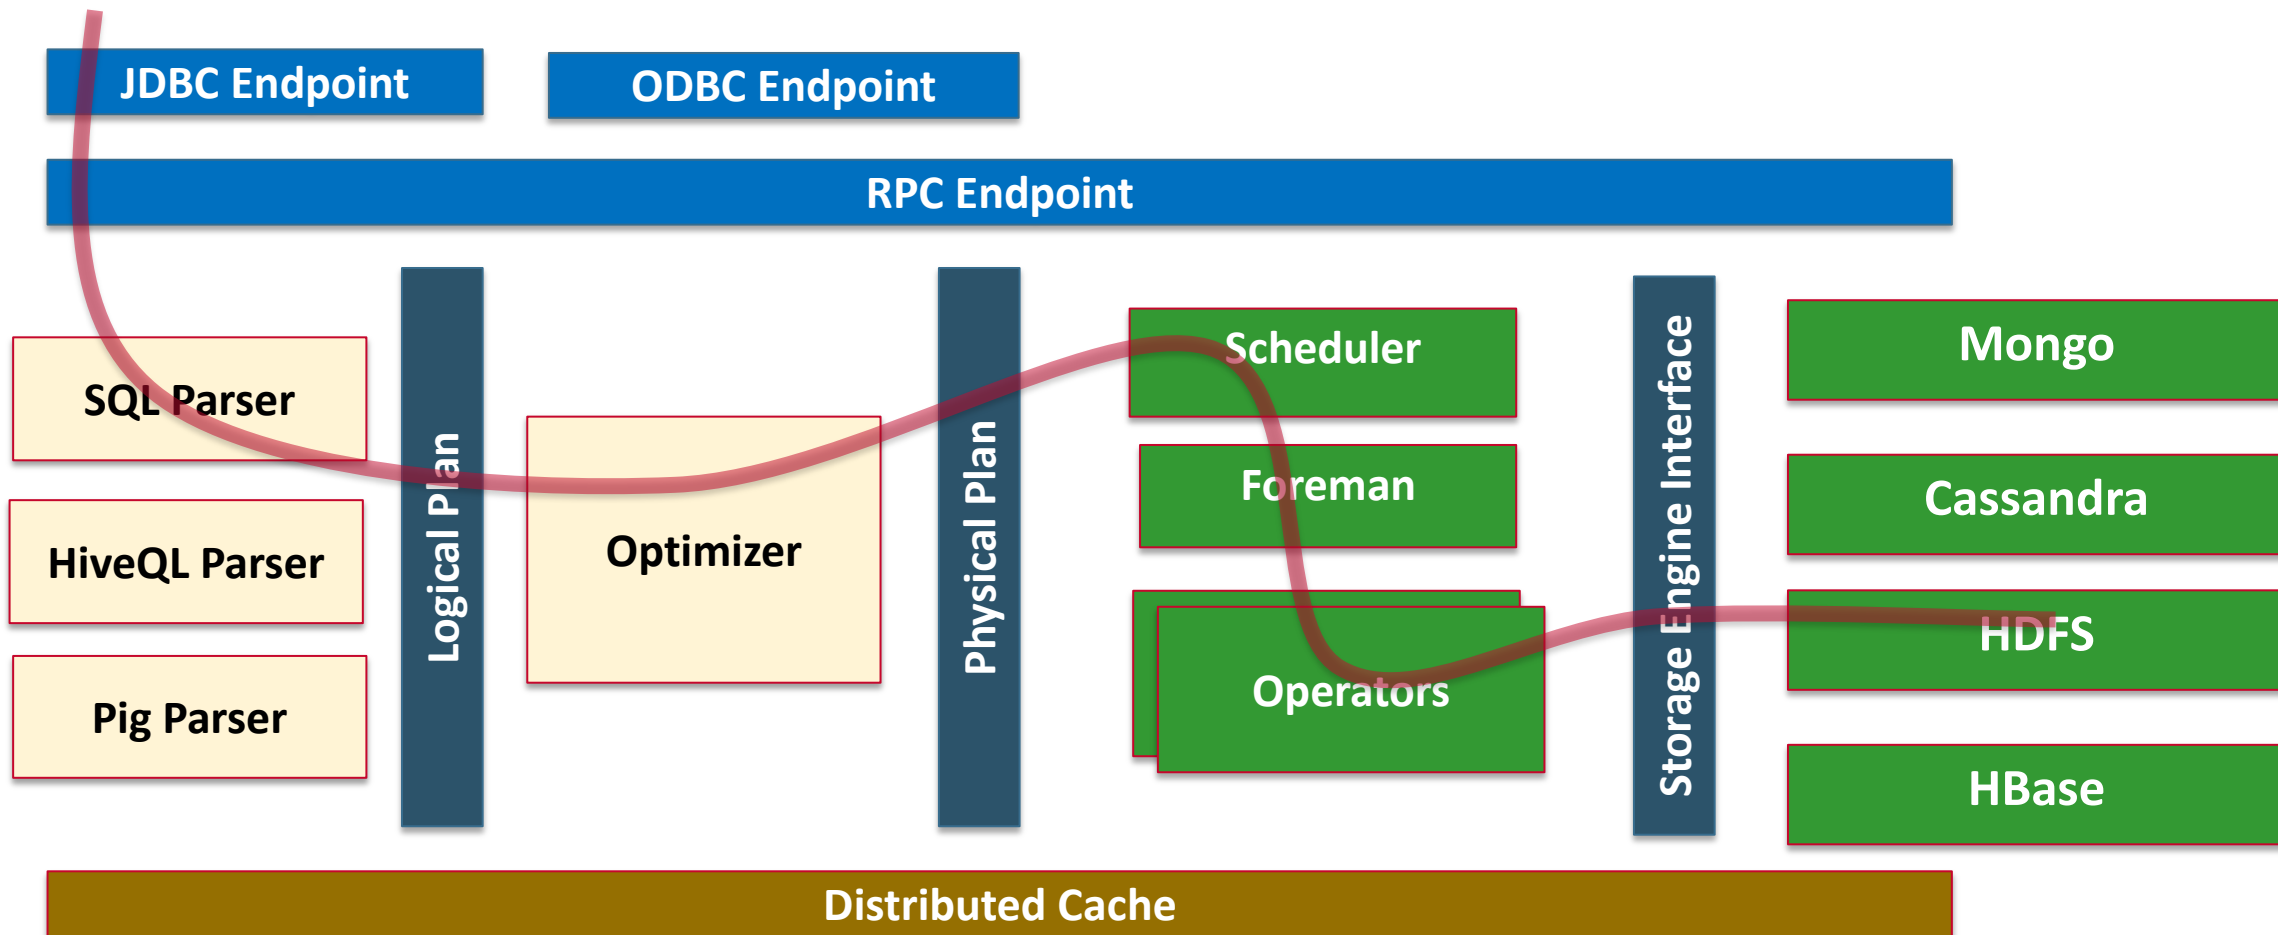 JDBC Endpoint
ODBC Endpoint
RPC Endpoint
SQL Parser
HiveQL Parser
Pig Parser
Logical Plan
Optimizer
Physical Plan
Scheduler
Foreman
Operators
Storage Engine Interface
Mongo
Cassandra
HDFS
HBase
Distributed Cache